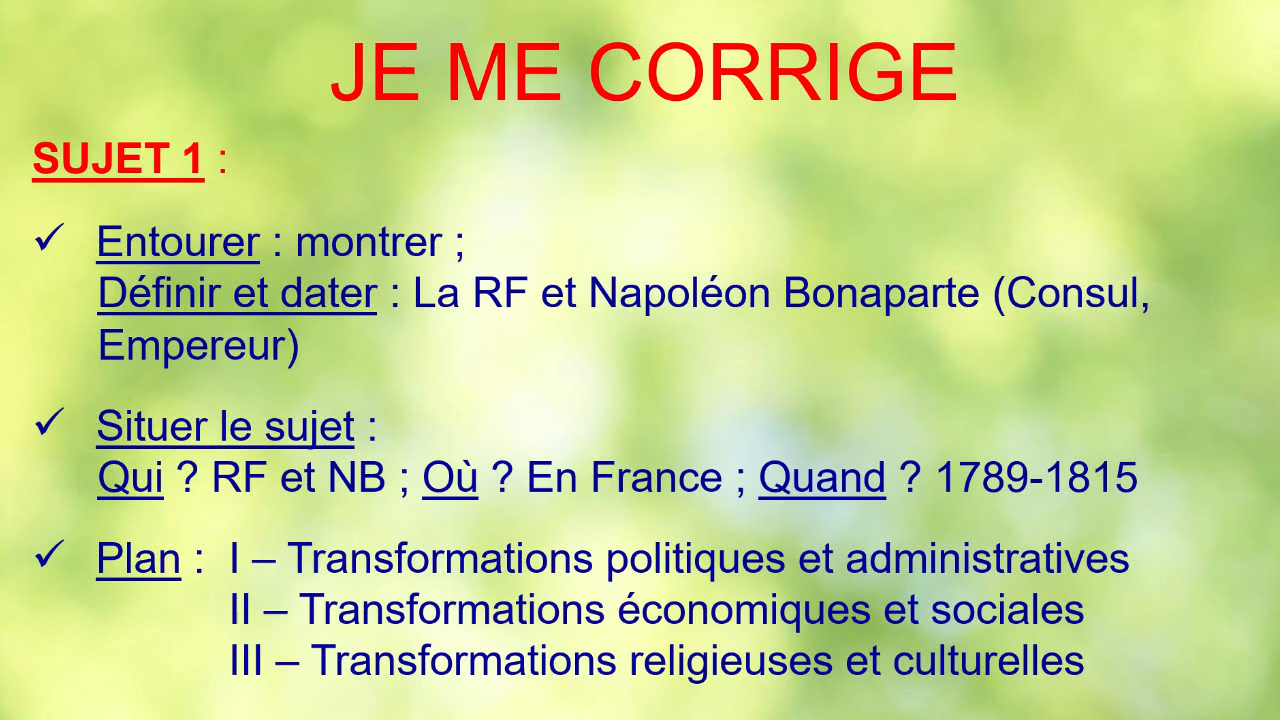 JE ME CORRIGE
SUJET 1 :
✓ Entourer : montrer ;
Définir et dater : La RF et Napoléon Bonaparte (Consul,
Empereur)
✓ Situer le sujet :
Qui ? RF et NB ; Où ? En France ; Quand ? 1789-1815
✓ Plan : I – Transformations politiques et administratives
II – Transformations économiques et sociales
III – Transformations religieuses et culturelles